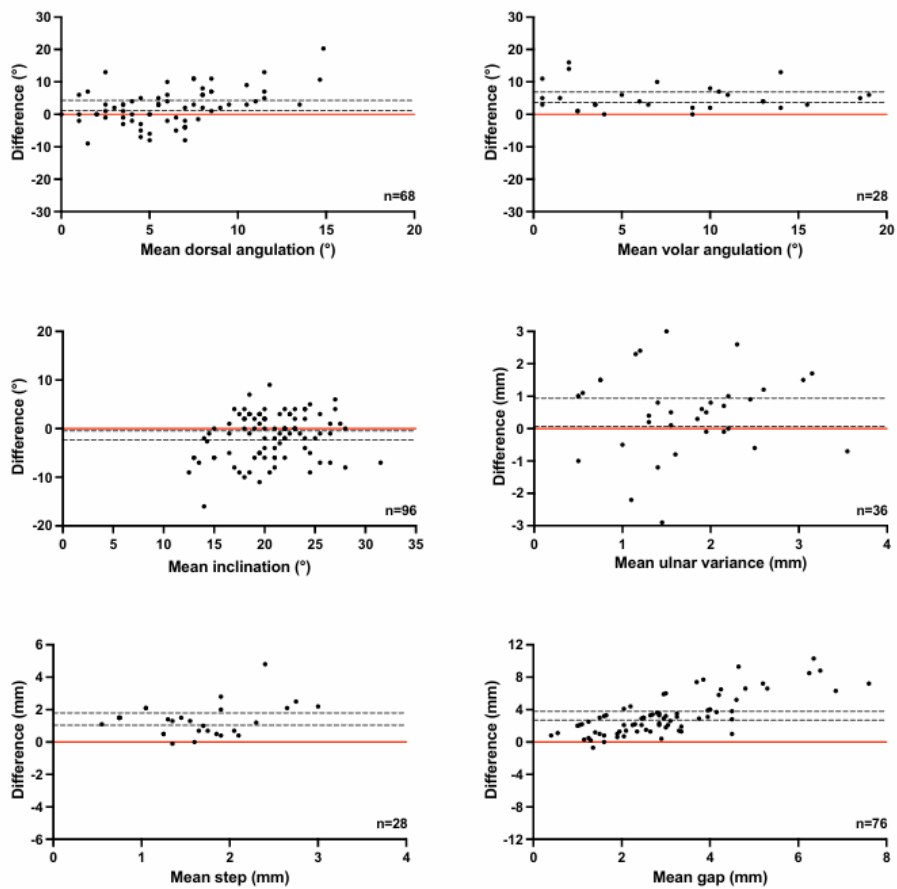 30
20
10
0
-10
-20
-30
Difference (°)
n=68
0 5 10 15 20
Mean dorsal angulation (°)
30
20
10
0
-10
-20
-30
Difference (°)
n=28
0 5 10 15 20
Mean volar angulation (°)
20
10
0
-10
-20
Difference (°)
n=96
0 5 10 15 20 25 30 35
Mean inclination (°)
3
2
1
0
-1
-2
-3
Difference (mm)
n=36
0 1 2 3 4
Mean ulnar variance (mm)
6
4
2
0
-2
-4
-6
Difference (mm)
n=28
0 1 2 3 4
Mean step (mm)
12
8
4
0
-4
-8
-12
Difference (mm)
n=76
0 2 4 6 8
Mean gap (mm)